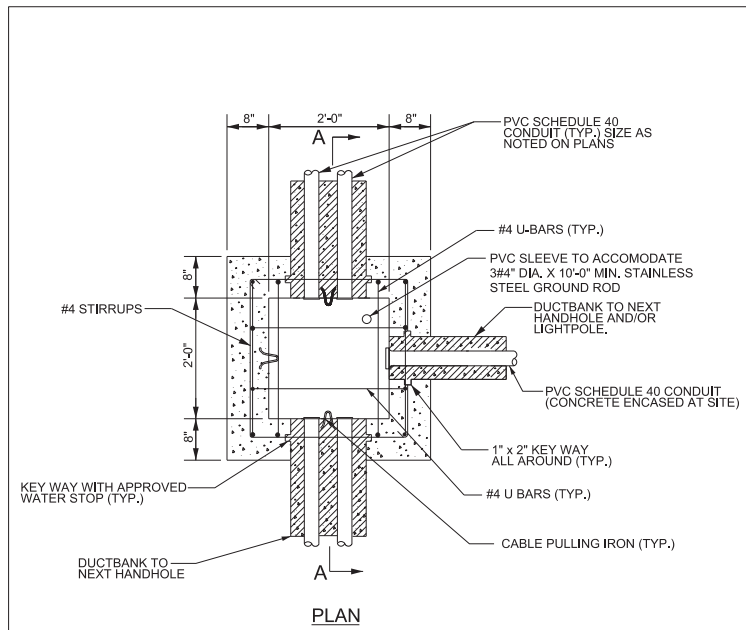 8"
2'-0"
8"
A
PVC SCHEDULE 40
CONDUIT (TYP.) SIZE AS
NOTED ON PLANS
#4 U-BARS (TYP.)
PVC SLEEVE TO ACCOMODATE
3#4" DIA. X 10'-0" MIN. STAINLESS
STEEL GROUND ROD
8"
#4 STIRRUPS
DUCTBANK TO NEXT
HANDHOLE AND/OR
LIGHTPOLE.
2'-0"
PVC SCHEDULE 40 CONDUIT
(CONCRETE ENCASED AT SITE)
8"
1" x 2" KEY WAY
ALL AROUND (TYP.)
KEY WAY WITH APPROVED
WATER STOP (TYP.)
#4 U BARS (TYP.)
CABLE PULLING IRON (TYP.)
DUCTBANK TO
NEXT HANDHOLE
A
PLAN